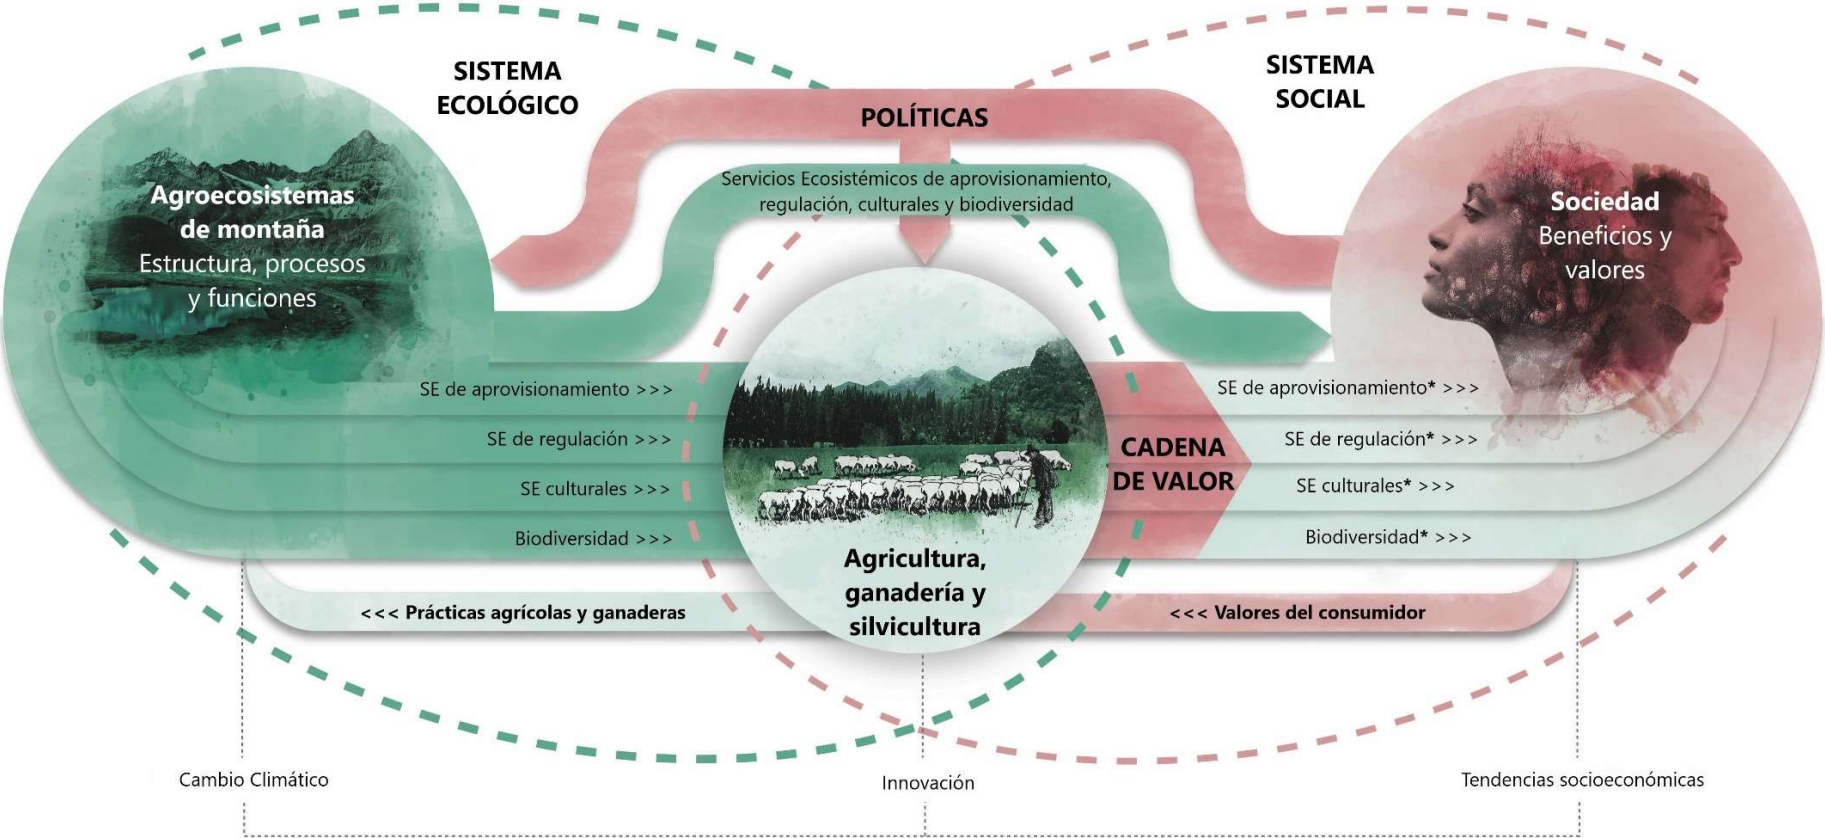 SISTEMA
ECOLÓGICO
SISTEMA
SOCIAL
POLÍTICAS
Servicios Ecosistémicos de aprovisionamiento,
regulación, culturales y biodiversidad
Agroecosistemas
de montaña
Estructura, procesos
y funciones
Sociedad
Beneficios y
valores
SE de aprovisionamiento >>>
SE de regulación >>>
SE culturales >>>
Biodiversidad >>>
CADENA
DE VALOR
SE de aprovisionamiento* >>>
SE de regulación* >>>
SE culturales* >>>
Biodiversidad* >>>
Agricultura,
ganadería y
silvicultura
<<< Prácticas agrícolas y ganaderas
<<< Valores del consumidor
Cambio Climático
Innovación
Tendencias socioeconómicas